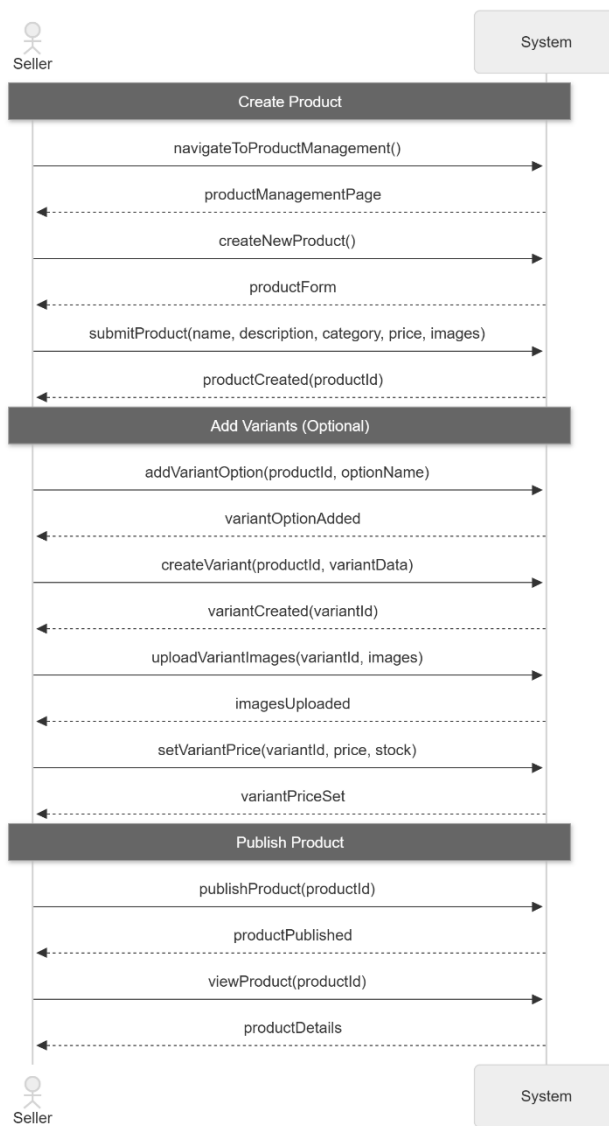 Seller
System
Create Product
navigateToProductManagement()
productManagementPage
createNewProduct()
productForm
submitProduct(name, description, category, price, images)
productCreated(productId)
Add Variants (Optional)
addVariantOption(productId, optionName)
variantOptionAdded
createVariant(productId, variantData)
variantCreated(variantId)
uploadVariantImages(variantId, images)
imagesUploaded
setVariantPrice(variantId, price, stock)
variantPriceSet
Publish Product
publishProduct(productId)
productPublished
viewProduct(productId)
productDetails
Seller
System